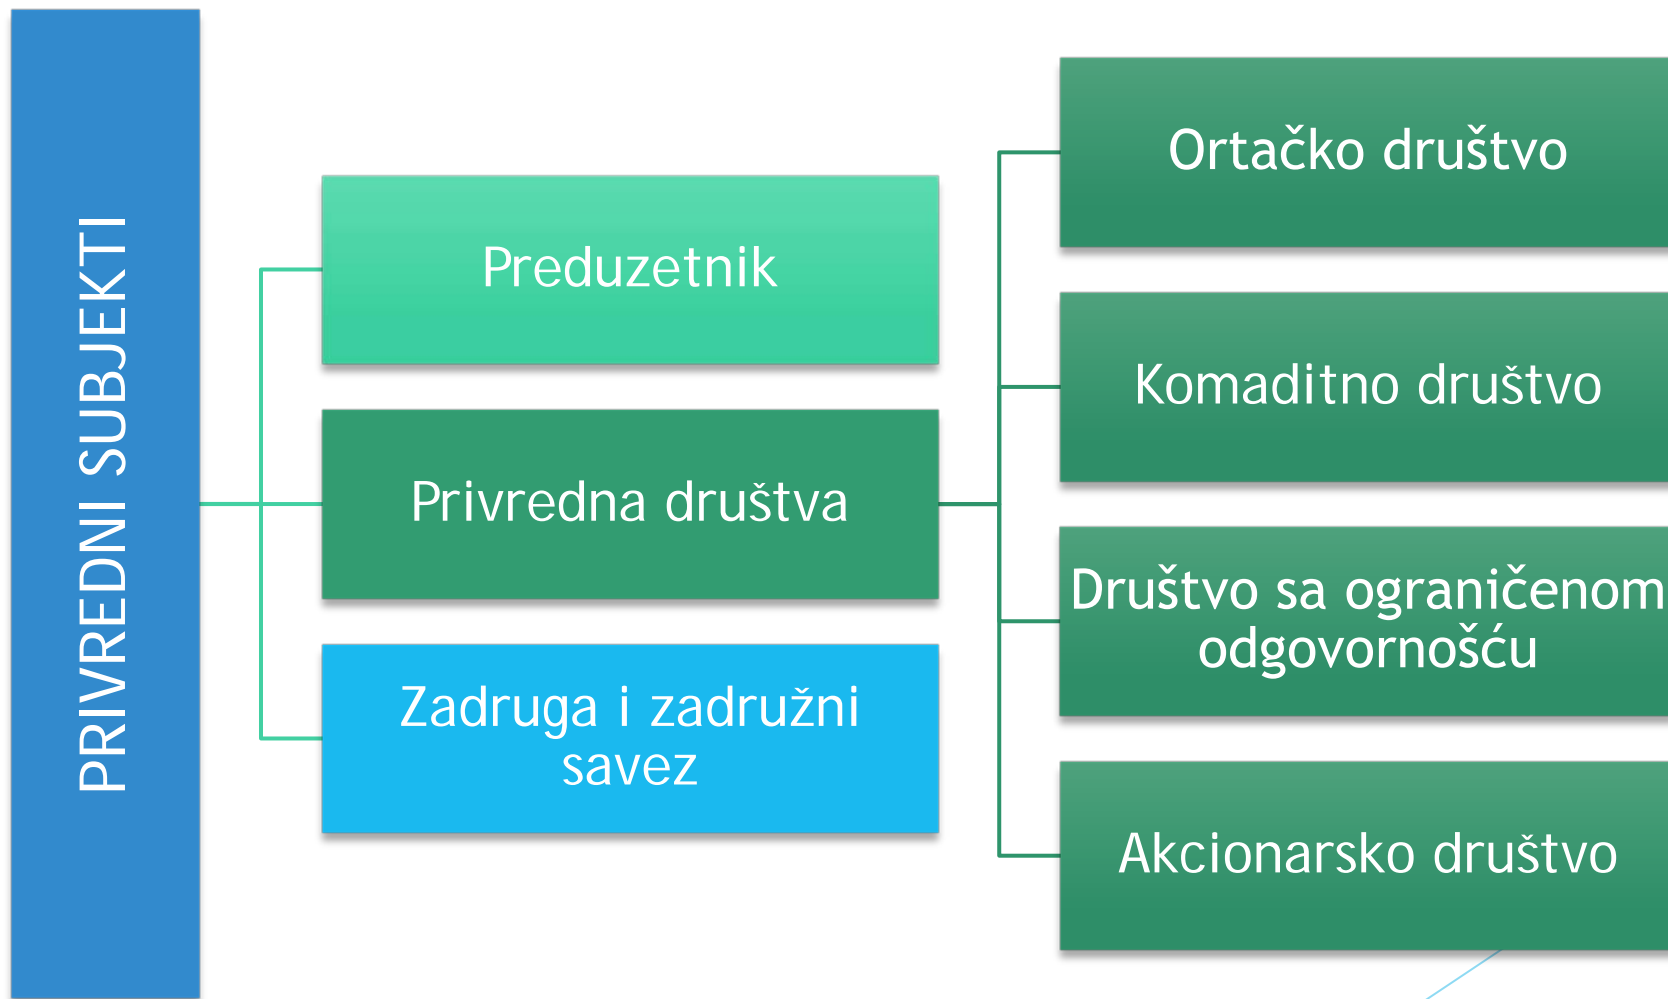 PRIVREDNI SUBJEKTI
Preduzetnik
Privredna društva
Zadruga i zadružni
savez
Ortačko društvo
Komaditno društvo
Društvo sa ograničenom
odgovornošću
Akcionarsko društvo